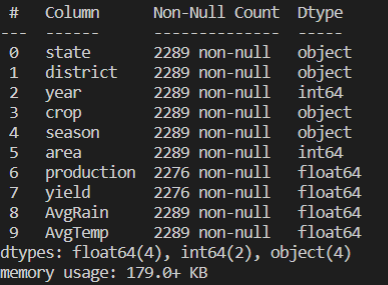 #   Column      Non-Null Count  Dtype
---  ------      --------------  -----
0   state       2289 non-null   object
1   district    2289 non-null   object
2   year        2289 non-null   int64
3   crop        2289 non-null   object
4   season      2289 non-null   object
5   area        2289 non-null   int64
6   production  2276 non-null   float64
7   yield       2276 non-null   float64
8   AvgRain     2289 non-null   float64
9   AvgTemp     2289 non-null   float64
dtypes: float64(4), int64(2), object(4)
memory usage: 179.0+ KB